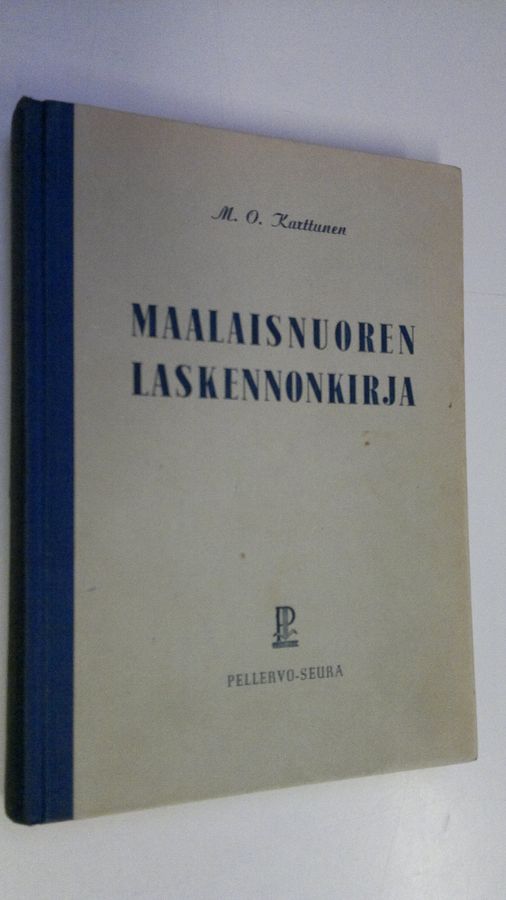 M. O. Karttunen
MAALAISNUOREN
LASKENNONKIRJA
PELLERVO-SEURA